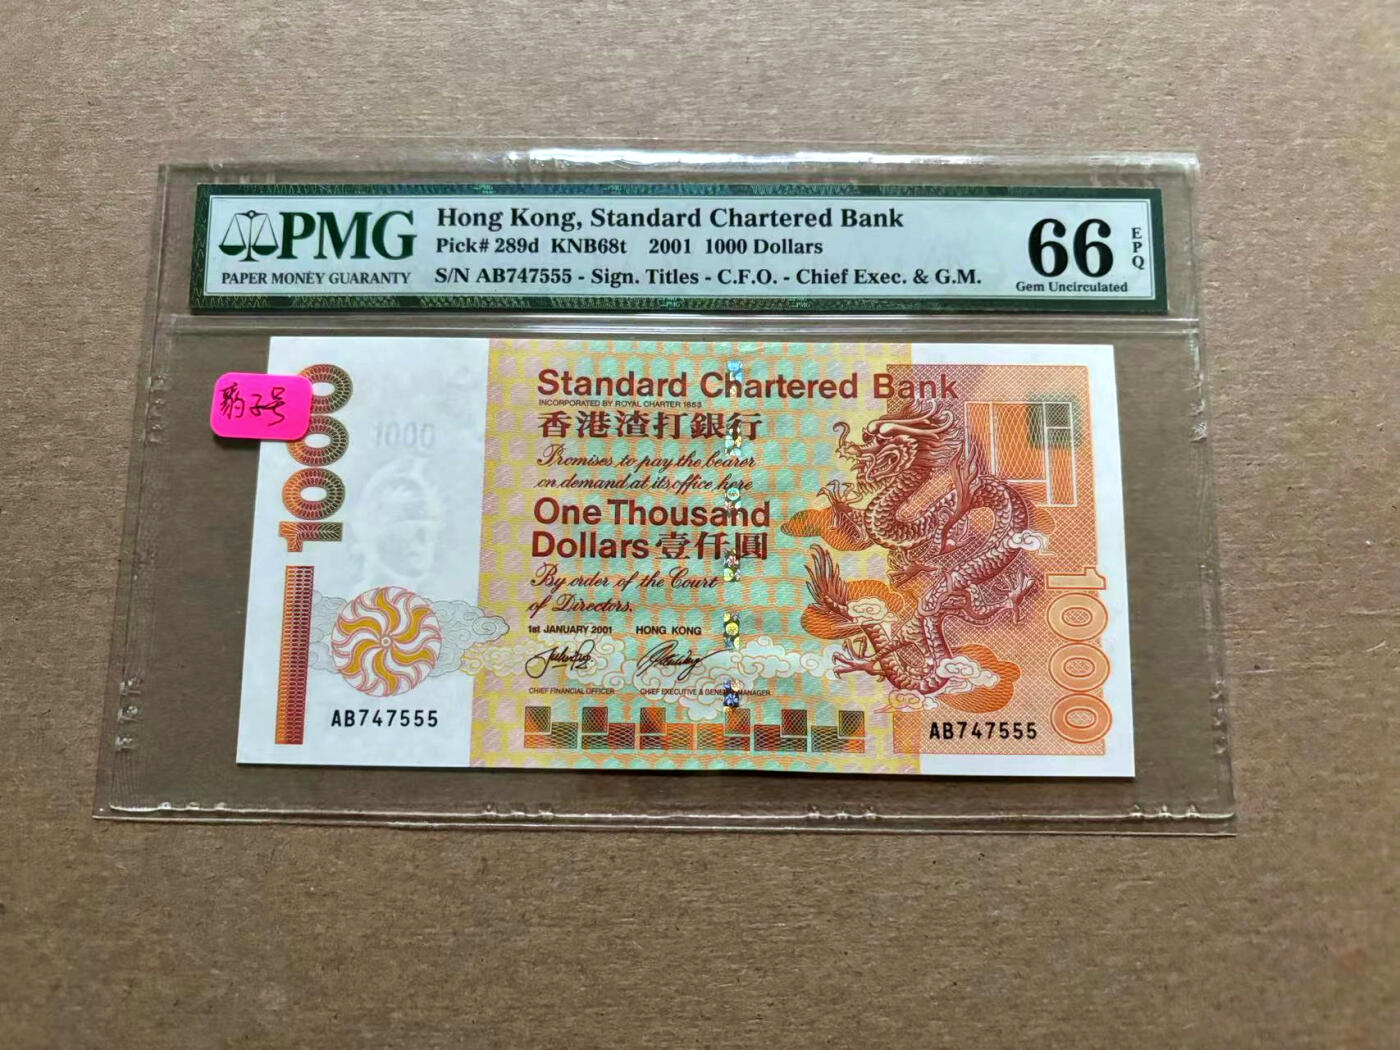 PMG
PAPER MONEY GUARANTY
Hong Kong, Standard Chartered Bank
Pick# 289d KNB68t 2001 1000 Dollars
S/N AB747555 - Sign. Titles - C.F.O. - Chief Exec. & G.M.
66
EPQ
Gem Uncirculated
豹子号
1000
1000
Standard Chartered Bank
INCORPORATED BY ROYAL CHARTER 1853
香港渣打銀行
Promises to pay the bearer
on demand at its office here
One Thousand
Dollars 壹仟圓
By order of the Court
of Directors.
1st JANUARY 2001 HONG KONG
CHIEF FINANCIAL OFFICER CHIEF EXECUTIVE & GENERAL MANAGER
AB747555
AB747555
1000